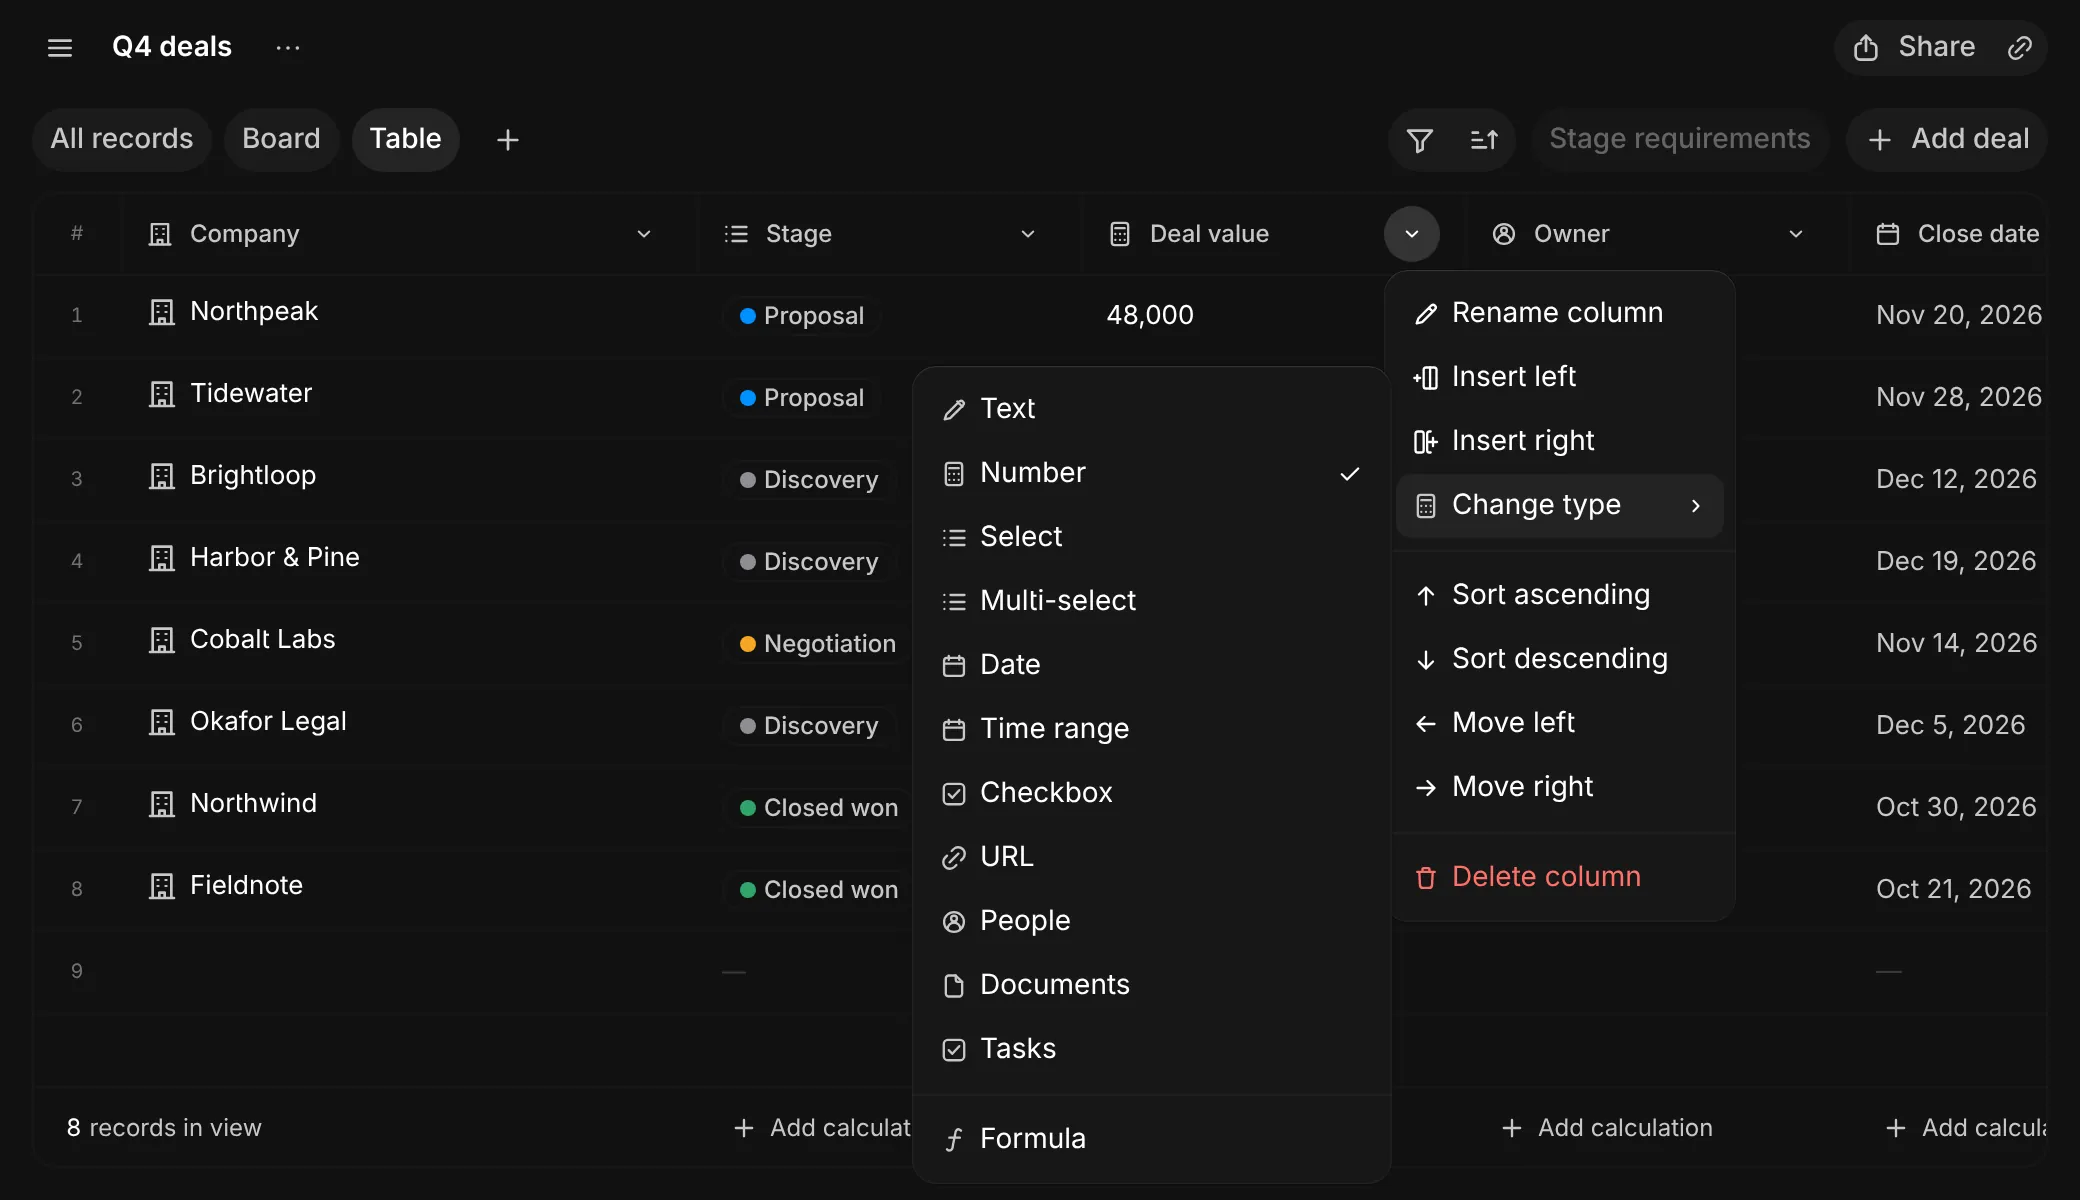 Q4 deals
Share
All records
Board
Table
Stage requirements
Add deal
# Company Stage Deal value Owner Close date
1 Northpeak Proposal 48,000 Nov 20, 2026
2 Tidewater Proposal Nov 28, 2026
3 Brightloop Discovery Dec 12, 2026
4 Harbor & Pine Discovery Dec 19, 2026
5 Cobalt Labs Negotiation Nov 14, 2026
6 Okafor Legal Discovery Dec 5, 2026
7 Northwind Closed won Oct 30, 2026
8 Fieldnote Closed won Oct 21, 2026
9 — —
8 records in view
Add calculat
Add calculation
Add calcula
Rename column
Insert left
Insert right
Change type
Sort ascending
Sort descending
Move left
Move right
Delete column
Text
Number
Select
Multi-select
Date
Time range
Checkbox
URL
People
Documents
Tasks
Formula